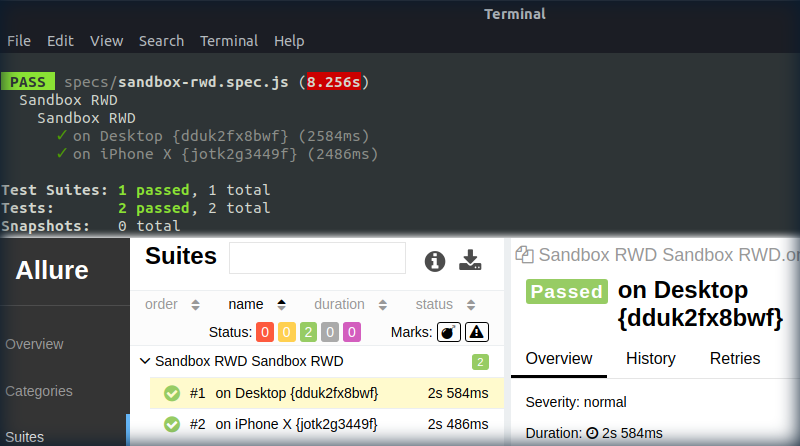 Terminal
File Edit View Search Terminal Help
PASS specs/sandbox-rwd.spec.js (8.256s)
Sandbox RWD
Sandbox RWD
✓ on Desktop {dduk2fx8bwf} (2584ms)
✓ on iPhone X {jotk2g3449f} (2486ms)
Test Suites: 1 passed, 1 total
Tests: 2 passed, 2 total
Snapshots: 0 total
Allure
Overview
Categories
Suites
Suites
order name duration status
Status: 0 0 2 0 0 Marks:
Sandbox RWD Sandbox RWD 2
#1 on Desktop {dduk2fx8bwf} 2s 584ms
#2 on iPhone X {jotk2g3449f} 2s 486ms
Sandbox RWD Sandbox RWD.on
Passed on Desktop
{dduk2fx8bwf}
Overview History Retries
Severity: normal
Duration: 2s 584ms